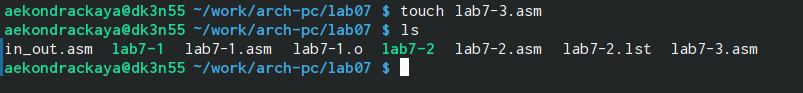 aekondrackaya@dk3n55 ~/work/arch-pc/lab07 $ touch lab7-3.asm
aekondrackaya@dk3n55 ~/work/arch-pc/lab07 $ ls
in_out.asm lab7-1 lab7-1.asm lab7-1.o lab7-2 lab7-2.asm lab7-2.lst lab7-3.asm
aekondrackaya@dk3n55 ~/work/arch-pc/lab07 $